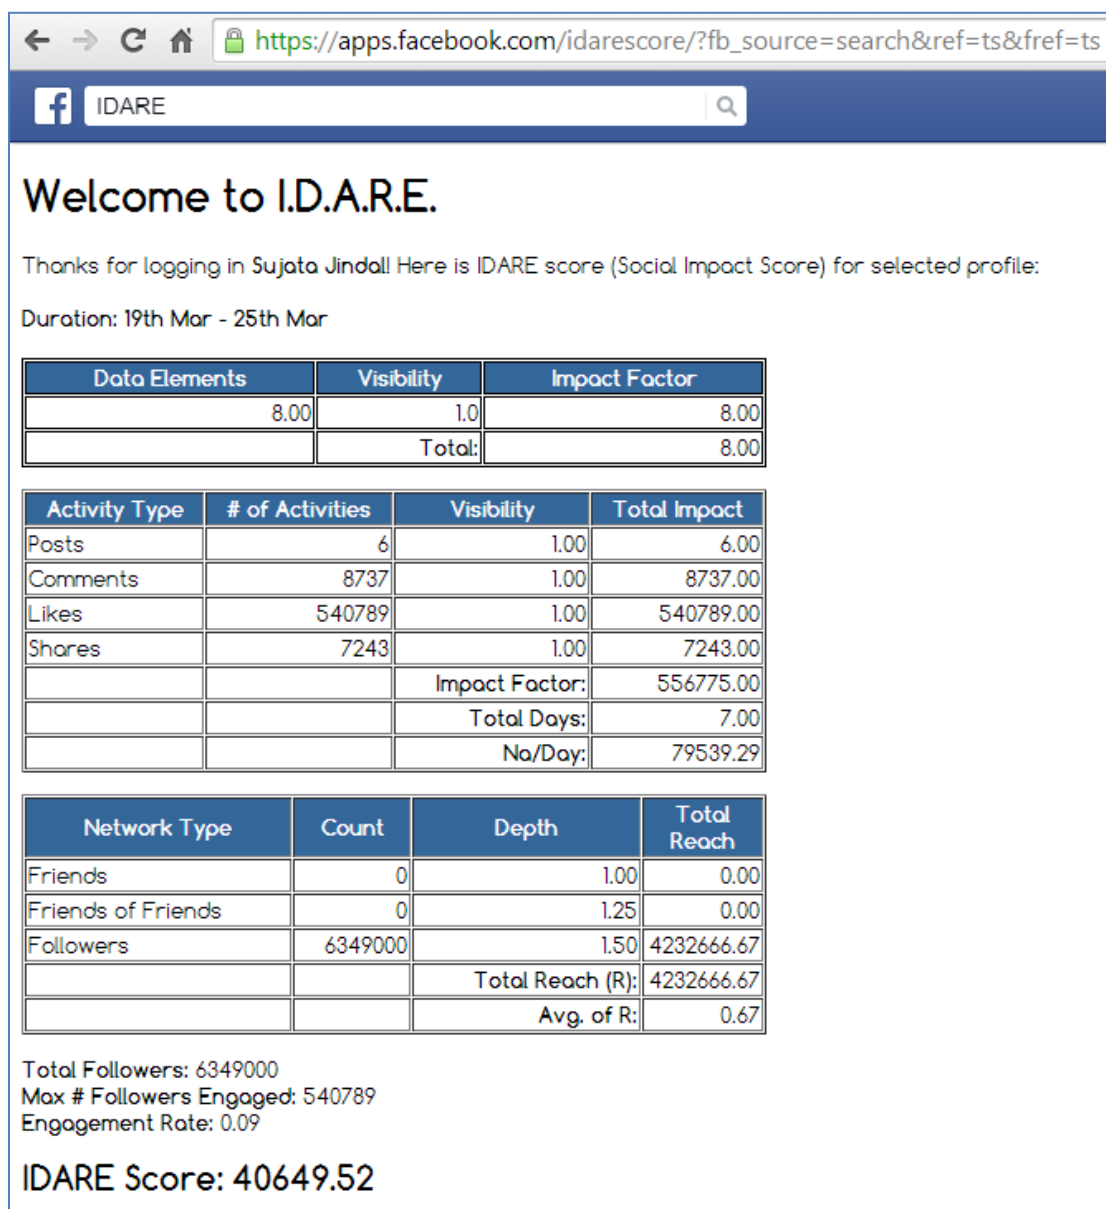 https://apps.facebook.com/idarescore/?fb_source=search&ref=ts&fref=ts
f IDARE
Welcome to I.D.A.R.E.
Thanks for logging in Sujata Jindal! Here is IDARE score (Social Impact Score) for selected profile:
Duration: 19th Mar - 25th Mar
Data Elements Visibility Impact Factor
8.00 1.0 8.00
Total: 8.00
Activity Type # of Activities Visibility Total Impact
Posts 6 1.00 6.00
Comments 8737 1.00 8737.00
Likes 540789 1.00 540789.00
Shares 7243 1.00 7243.00
Impact Factor: 556775.00
Total Days: 7.00
Na/Day: 79539.29
Network Type Count Depth Total Reach
Friends 0 1.00 0.00
Friends of Friends 0 1.25 0.00
Followers 6349000 1.50 4232666.67
Total Reach (R): 4232666.67
Avg. of R: 0.67
Total Followers: 6349000
Max # Followers Engaged: 540789
Engagement Rate: 0.09
IDARE Score: 40649.52